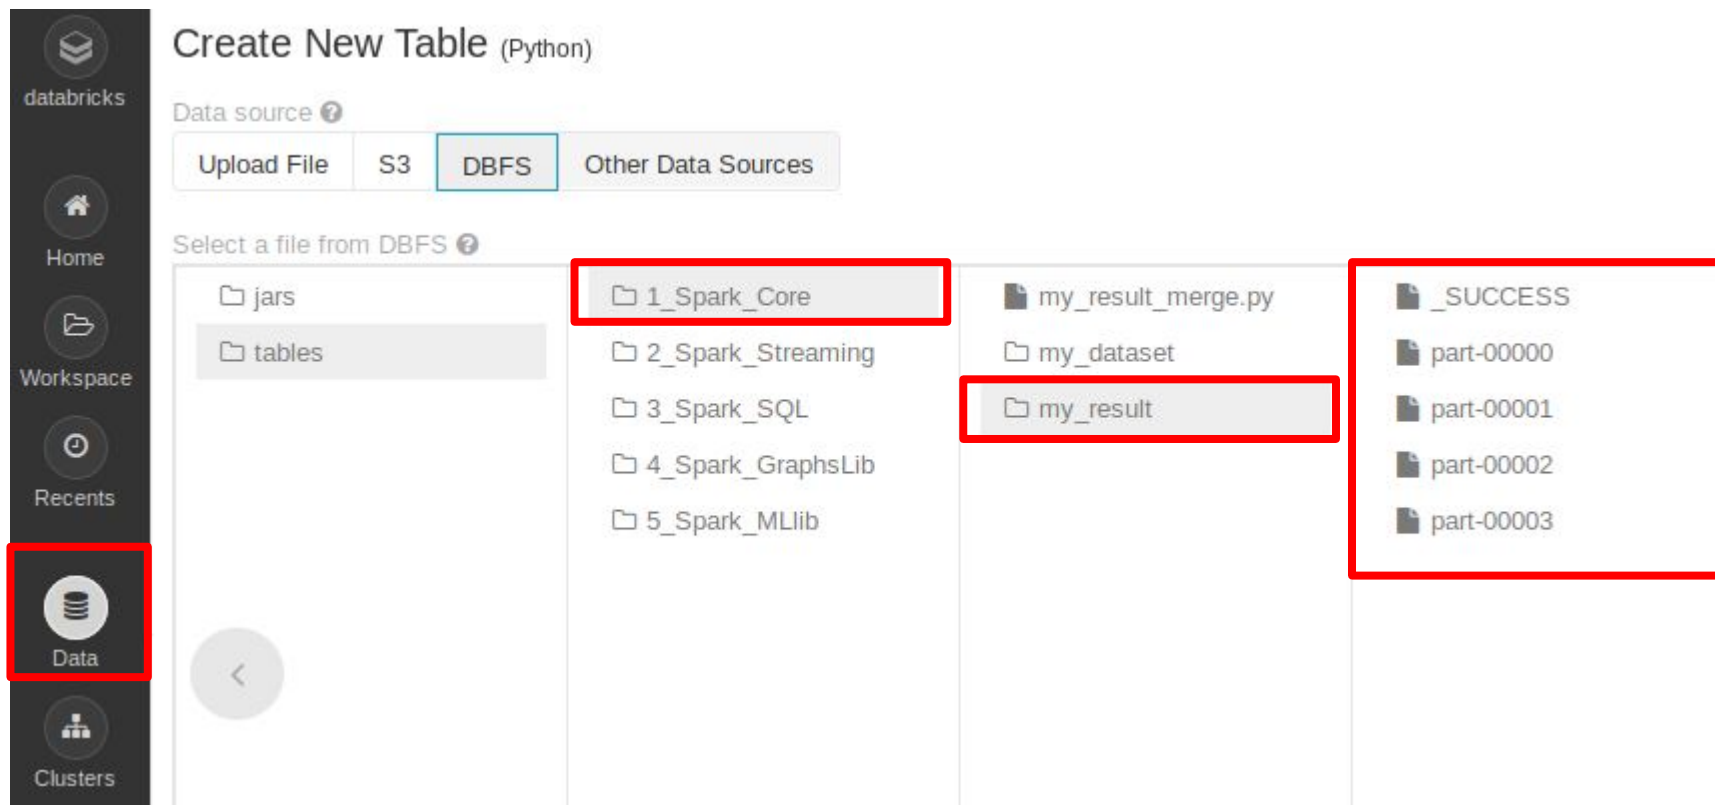 databricks
Home
Workspace
Recents
Data
Clusters
Create New Table (Python)
Data source
Upload File S3 DBFS Other Data Sources
Select a file from DBFS
jars
tables
1_Spark_Core
2_Spark_Streaming
3_Spark_SQL
4_Spark_GraphsLib
5_Spark_MLlib
my_result_merge.py
my_dataset
my_result
_SUCCESS
part-00000
part-00001
part-00002
part-00003